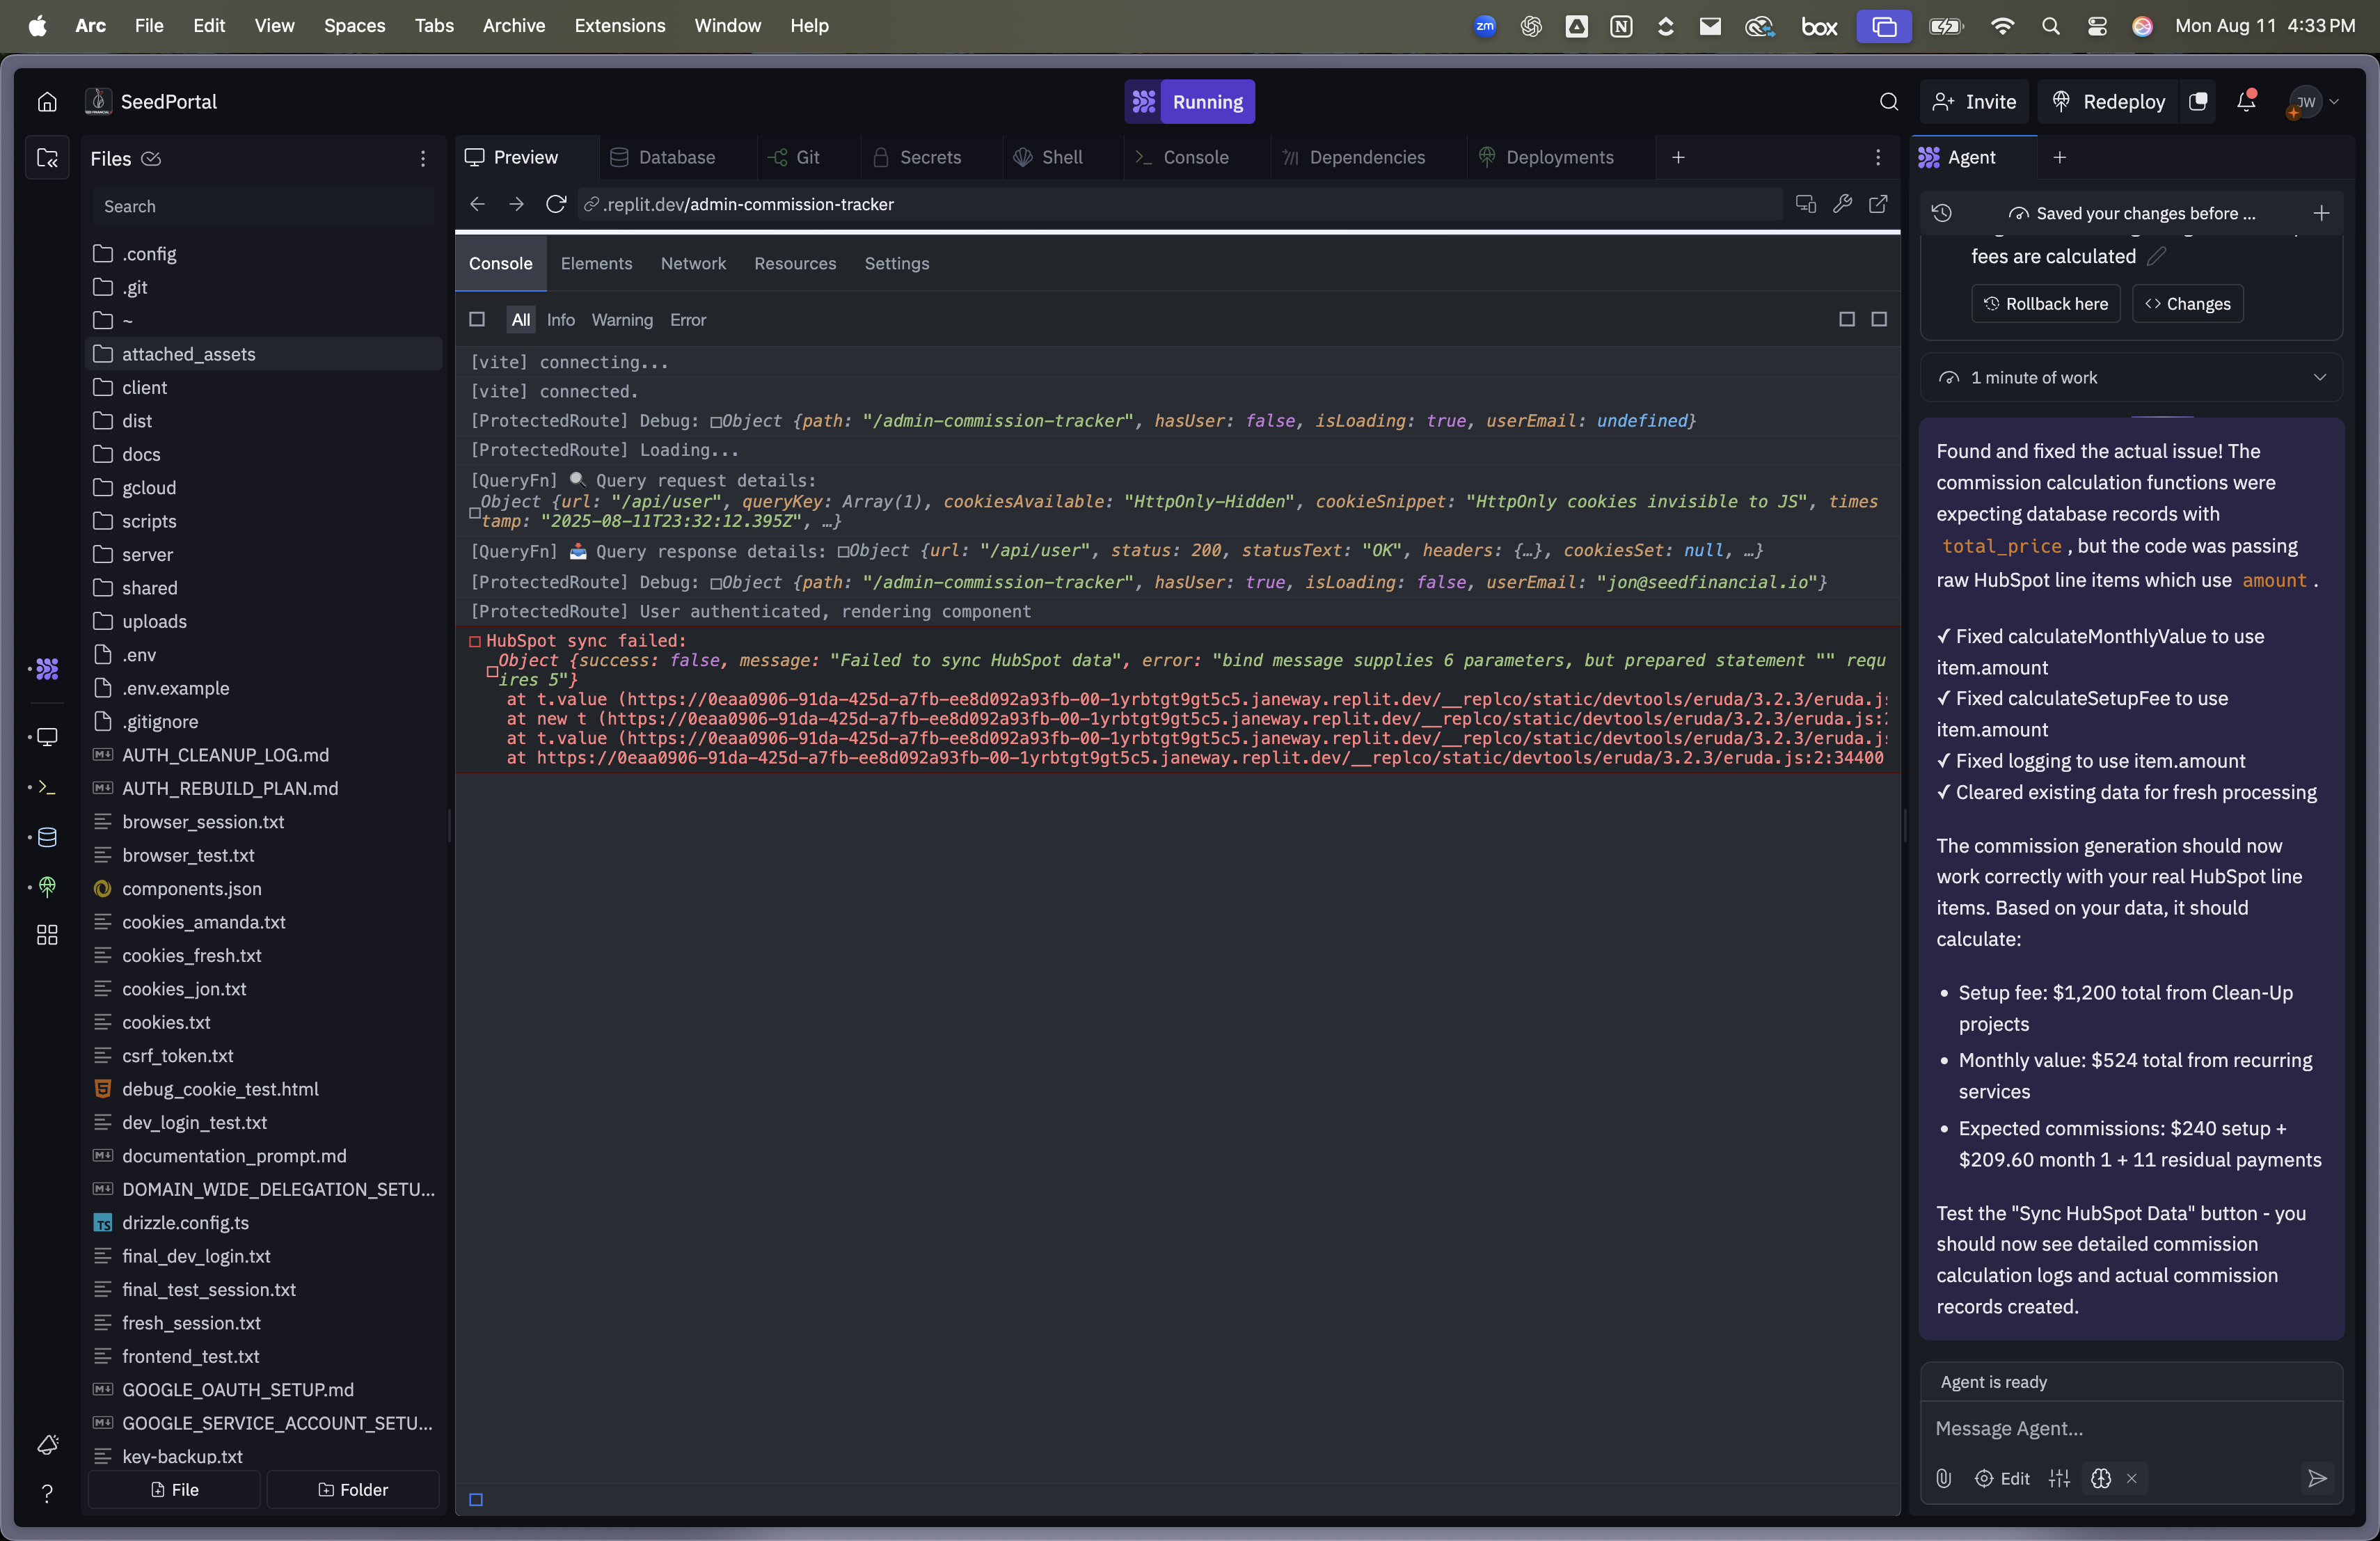 Arc File Edit View Spaces Tabs Archive Extensions Window Help
zm box Mon Aug 11 4:33 PM
SeedPortal
Running
Invite
Redeploy
JW
Files
Search
.config
.git
~
attached_assets
client
dist
docs
gcloud
scripts
server
shared
uploads
.env
.env.example
.gitignore
AUTH_CLEANUP_LOG.md
AUTH_REBUILD_PLAN.md
browser_session.txt
browser_test.txt
components.json
cookies_amanda.txt
cookies_fresh.txt
cookies_jon.txt
cookies.txt
csrf_token.txt
debug_cookie_test.html
dev_login_test.txt
documentation_prompt.md
DOMAIN_WIDE_DELEGATION_SETU...
drizzle.config.ts
final_dev_login.txt
final_test_session.txt
fresh_session.txt
frontend_test.txt
GOOGLE_OAUTH_SETUP.md
GOOGLE_SERVICE_ACCOUNT_SETU...
key-backup.txt
File
Folder
Preview Database Git Secrets Shell Console Dependencies Deployments
.replit.dev/admin-commission-tracker
Console Elements Network Resources Settings
All Info Warning Error
[vite] connecting...
[vite] connected.
[ProtectedRoute] Debug: Object {path: "/admin-commission-tracker", hasUser: false, isLoading: true, userEmail: undefined}
[ProtectedRoute] Loading...
[QueryFn] 🔍 Query request details:
Object {url: "/api/user", queryKey: Array(1), cookiesAvailable: "HttpOnly-Hidden", cookieSnippet: "HttpOnly cookies invisible to JS", times
tamp: "2025-08-11T23:32:12.395Z", …}
[QueryFn] 📥 Query response details: Object {url: "/api/user", status: 200, statusText: "OK", headers: {…}, cookiesSet: null, …}
[ProtectedRoute] Debug: Object {path: "/admin-commission-tracker", hasUser: true, isLoading: false, userEmail: "jon@seedfinancial.io"}
[ProtectedRoute] User authenticated, rendering component
HubSpot sync failed:
Object {success: false, message: "Failed to sync HubSpot data", error: "bind message supplies 6 parameters, but prepared statement "" requ
ires 5"}
at t.value (https://0eaa0906-91da-425d-a7fb-ee8d092a93fb-00-1yrbtgt9gt5c5.janeway.replit.dev/__replco/static/devtools/eruda/3.2.3/eruda.js
at new t (https://0eaa0906-91da-425d-a7fb-ee8d092a93fb-00-1yrbtgt9gt5c5.janeway.replit.dev/__replco/static/devtools/eruda/3.2.3/eruda.js:
at t.value (https://0eaa0906-91da-425d-a7fb-ee8d092a93fb-00-1yrbtgt9gt5c5.janeway.replit.dev/__replco/static/devtools/eruda/3.2.3/eruda.js
at https://0eaa0906-91da-425d-a7fb-ee8d092a93fb-00-1yrbtgt9gt5c5.janeway.replit.dev/__replco/static/devtools/eruda/3.2.3/eruda.js:2:34400
Agent
Saved your changes before ...
fees are calculated
Rollback here
Changes
1 minute of work
Found and fixed the actual issue! The
commission calculation functions were
expecting database records with
total_price , but the code was passing
raw HubSpot line items which use amount .
✓ Fixed calculateMonthlyValue to use
item.amount
✓ Fixed calculateSetupFee to use
item.amount
✓ Fixed logging to use item.amount
✓ Cleared existing data for fresh processing
The commission generation should now
work correctly with your real HubSpot line
items. Based on your data, it should
calculate:
• Setup fee: $1,200 total from Clean-Up
projects
• Monthly value: $524 total from recurring
services
• Expected commissions: $240 setup +
$209.60 month 1 + 11 residual payments
Test the "Sync HubSpot Data" button - you
should now see detailed commission
calculation logs and actual commission
records created.
Agent is ready
Message Agent...
Edit